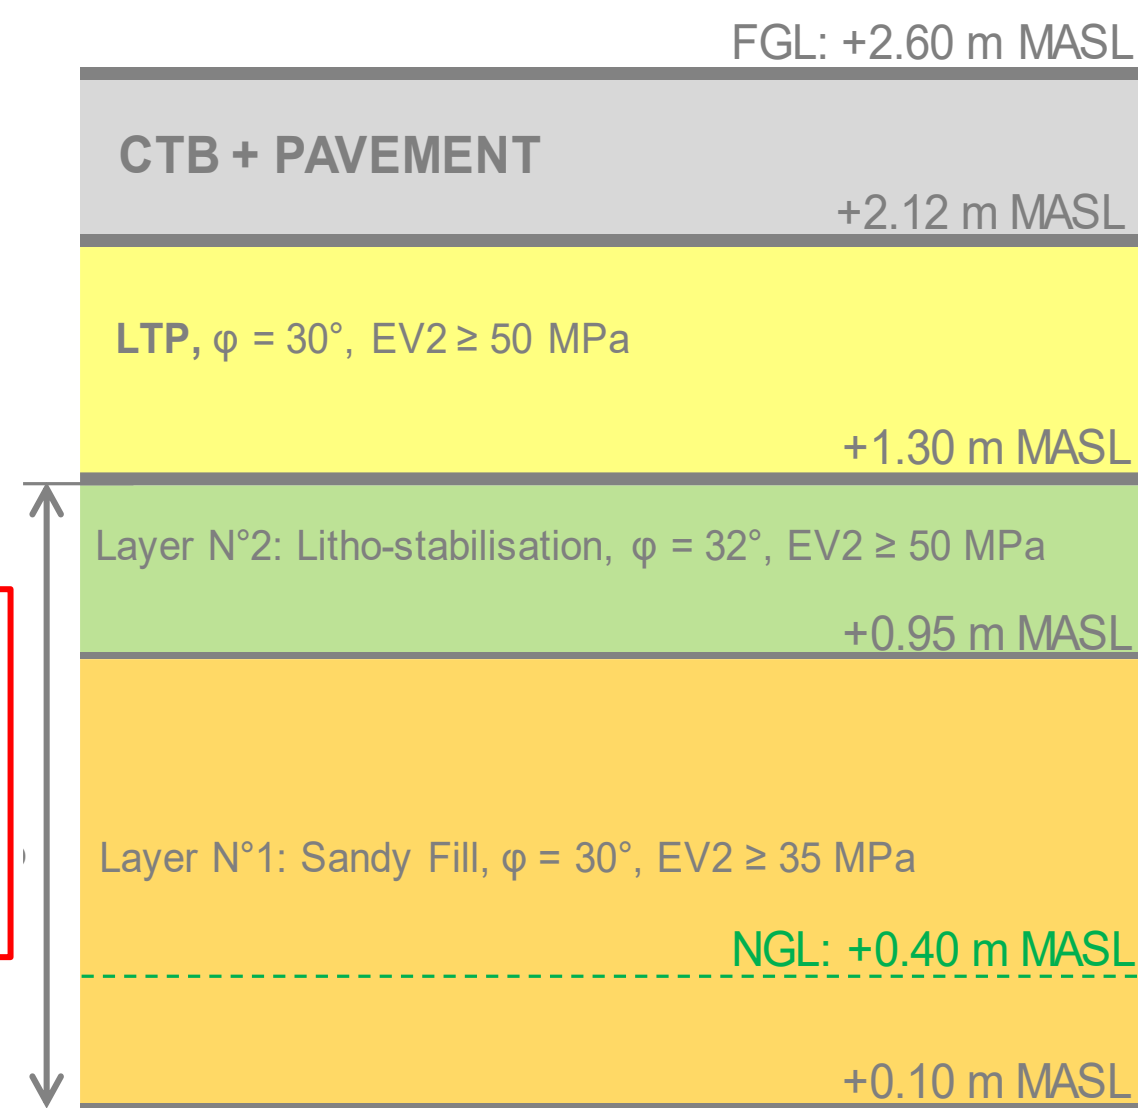 FGL: +2.60 m MASL
CTB + PAVEMENT
+2.12 m MASL
LTP, φ = 30°, EV2 ≥ 50 MPa
+1.30 m MASL
Layer N°2: Litho-stabilisation, φ = 32°, EV2 ≥ 50 MPa
+0.95 m MASL
Layer N°1: Sandy Fill, φ = 30°, EV2 ≥ 35 MPa
NGL: +0.40 m MASL
+0.10 m MASL